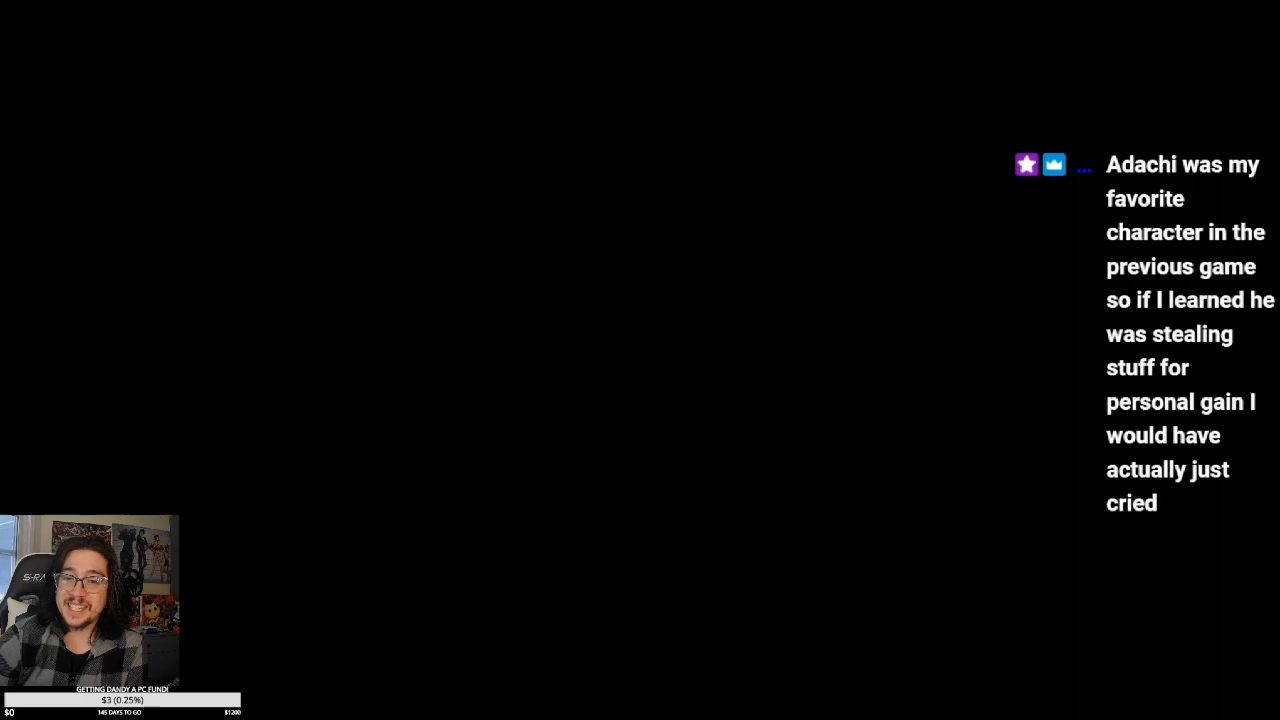 ... Adachi was my
favorite
character in the
previous game
so if I learned he
was stealing
stuff for
personal gain I
would have
actually just
cried
S-RA
GETTING DANDY A PC FUND!
$3 (0.25%)
$0 145 DAYS TO GO $1200